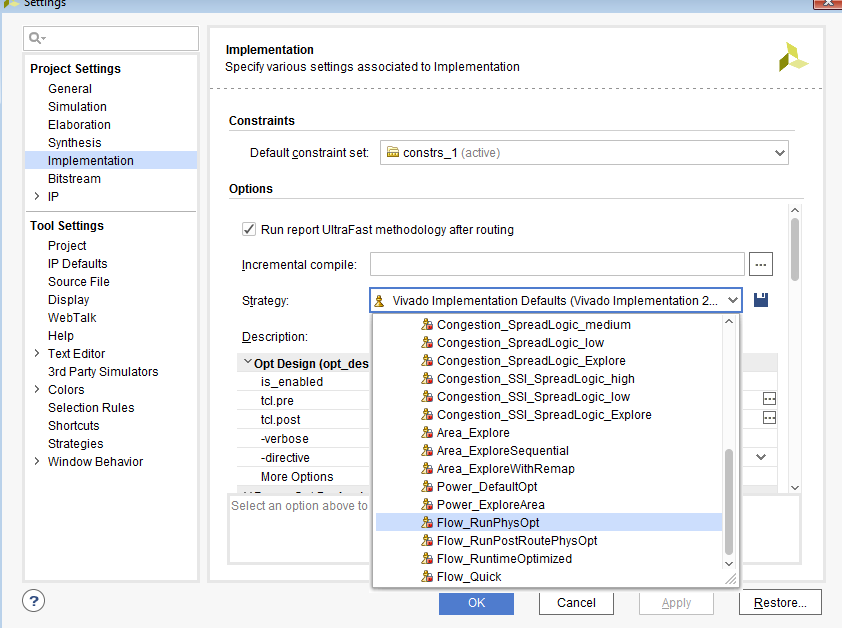 Settings
Implementation
Specify various settings associated to Implementation
Project Settings
General
Simulation
Elaboration
Synthesis
Implementation
Bitstream
IP
Tool Settings
Project
IP Defaults
Source File
Display
WebTalk
Help
Text Editor
3rd Party Simulators
Colors
Selection Rules
Shortcuts
Strategies
Window Behavior
Constraints
Default constraint set: constrs_1 (active)
Options
Run report UltraFast methodology after routing
Incremental compile:
...
Strategy: Vivado Implementation Defaults (Vivado Implementation 2...
Description:
Opt Design (opt_des
is_enabled
tcl.pre
tcl.post
-verbose
-directive
More Options
Select an option above to
Congestion_SpreadLogic_medium
Congestion_SpreadLogic_low
Congestion_SpreadLogic_Explore
Congestion_SSI_SpreadLogic_high
Congestion_SSI_SpreadLogic_low
Congestion_SSI_SpreadLogic_Explore
Area_Explore
Area_ExploreSequential
Area_ExploreWithRemap
Power_DefaultOpt
Power_ExploreArea
Flow_RunPhysOpt
Flow_RunPostRoutePhysOpt
Flow_RuntimeOptimized
Flow_Quick
?
OK
Cancel
Apply
Restore...